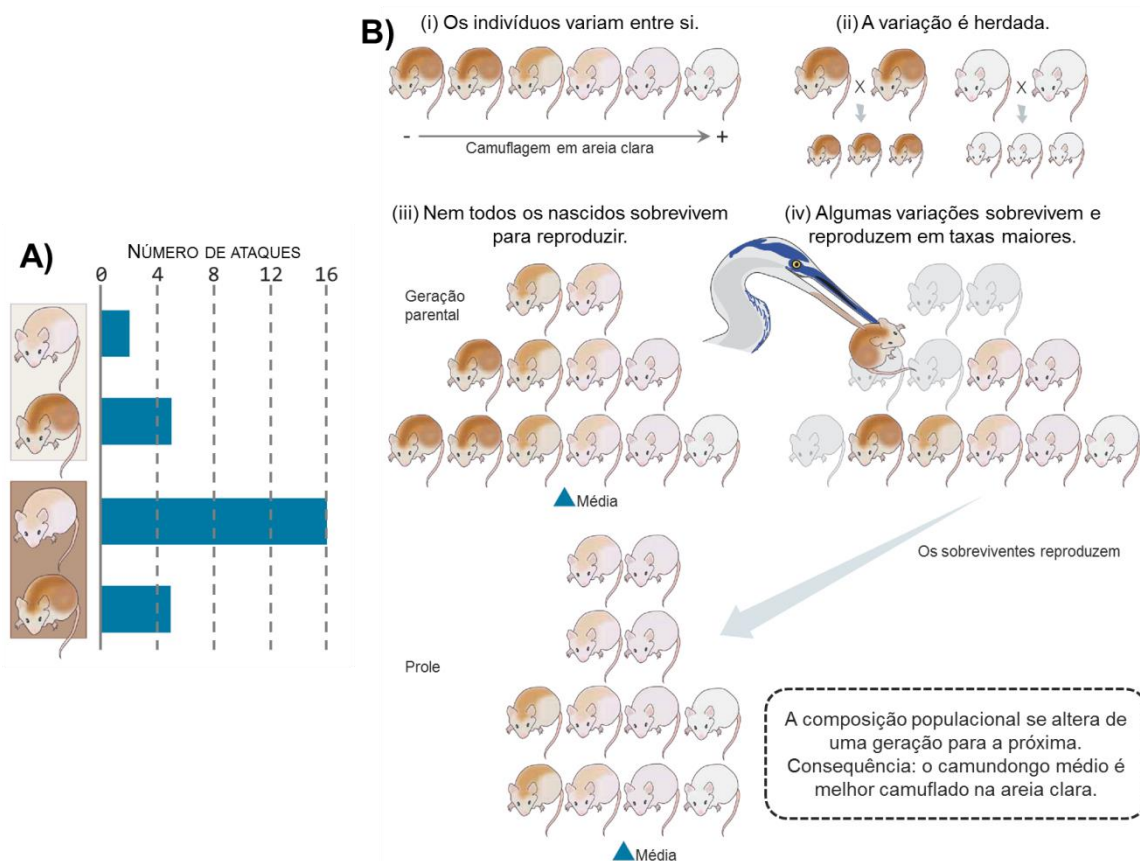 A)
NÚMERO DE ATAQUES
0 4 8 12 16
B)
(i) Os indivíduos variam entre si.
- +
Camuflagem em areia clara
(ii) A variação é herdada.
X X
(iii) Nem todos os nascidos sobrevivem
para reproduzir.
Geração
parental
Média
(iv) Algumas variações sobrevivem e
reproduzem em taxas maiores.
Os sobreviventes reproduzem
Prole
Média
A composição populacional se altera de
uma geração para a próxima.
Consequência: o camundongo médio é
melhor camuflado na areia clara.